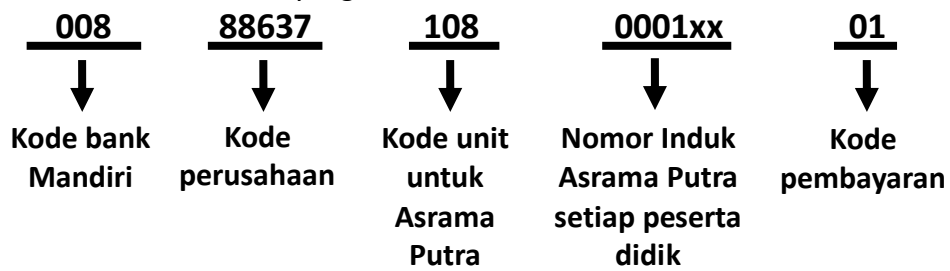 008 88637 108 0001xx 01
Kode bank Kode Kode unit Nomor Induk Kode
Mandiri perusahaan untuk Asrama Putra pembayaran
Asrama setiap peserta
Putra didik